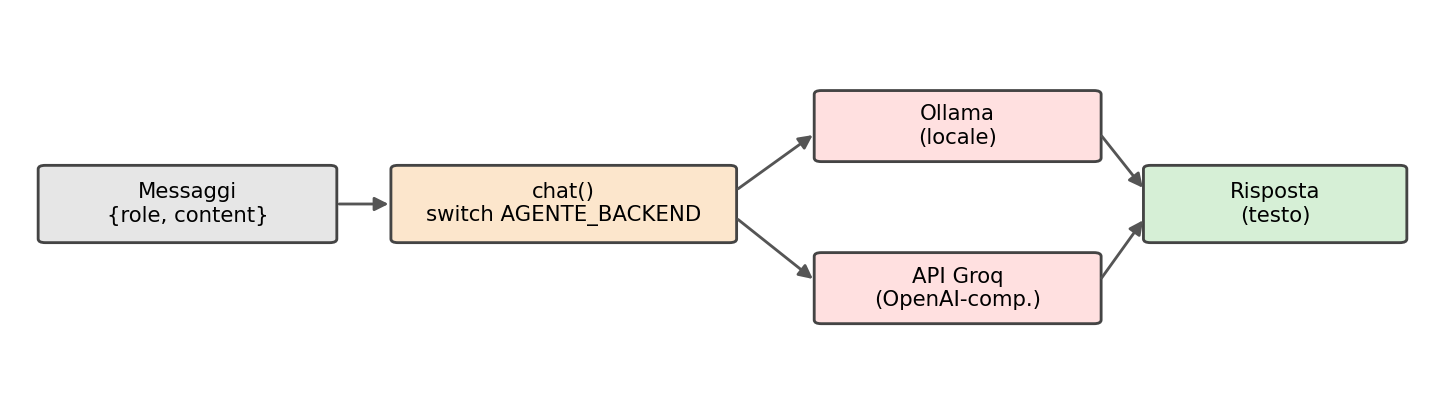 Messaggi
{role, content}
chat()
switch AGENTE_BACKEND
Ollama
(locale)
API Groq
(OpenAI-comp.)
Risposta
(testo)